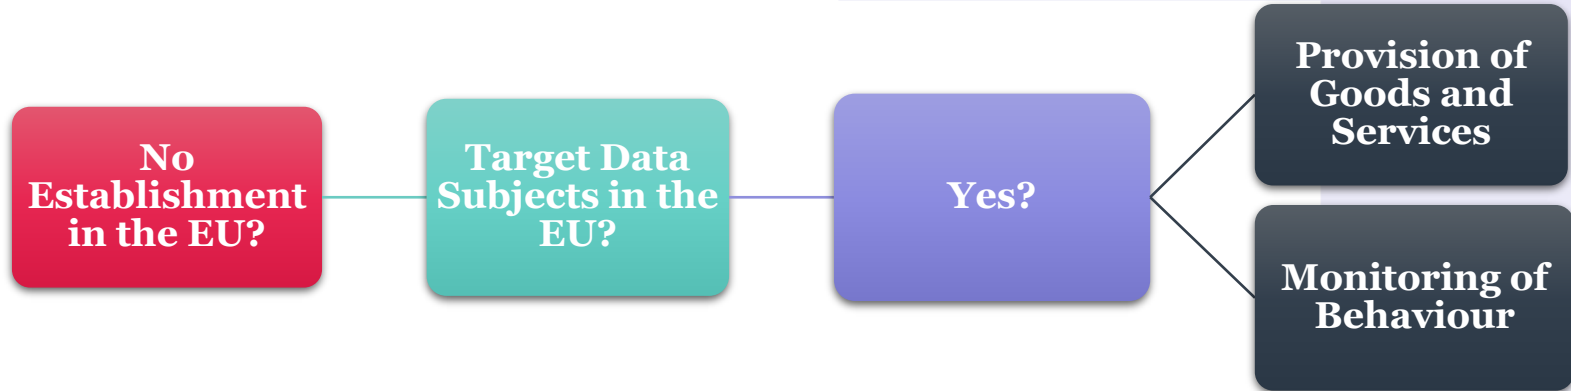 No
Establishment
in the EU?
Target Data
Subjects in the
EU?
Yes?
Provision of
Goods and
Services
Monitoring of
Behaviour